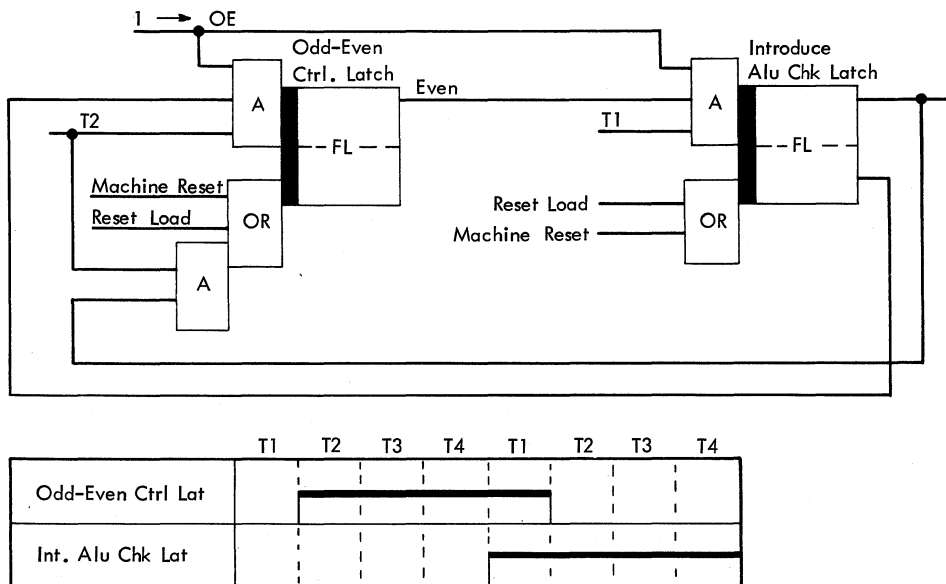 1 → OE
Odd-Even
Ctrl. Latch
Introduce
Alu Chk Latch
A
Even
A
T2
T1
FL
FL
Machine Reset
Reset Load
OR
Reset Load
Machine Reset
OR
A
T1 T2 T3 T4 T1 T2 T3 T4
Odd-Even Ctrl Lat
Int. Alu Chk Lat